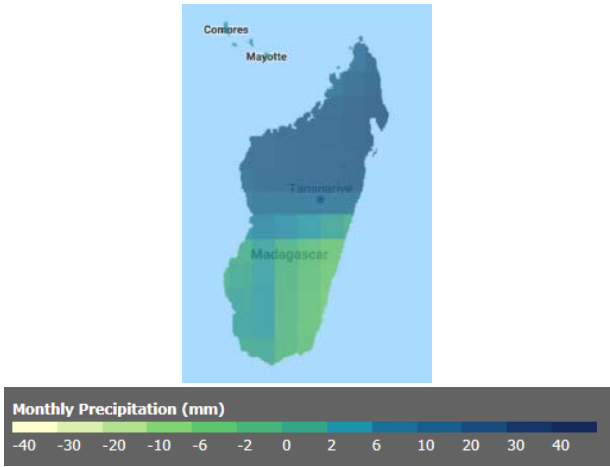 Comores
Mayotte
Tananarive
Madagascar
Monthly Precipitation (mm)
-40 -30 -20 -10 -6 -2 0 2 6 10 20 30 40